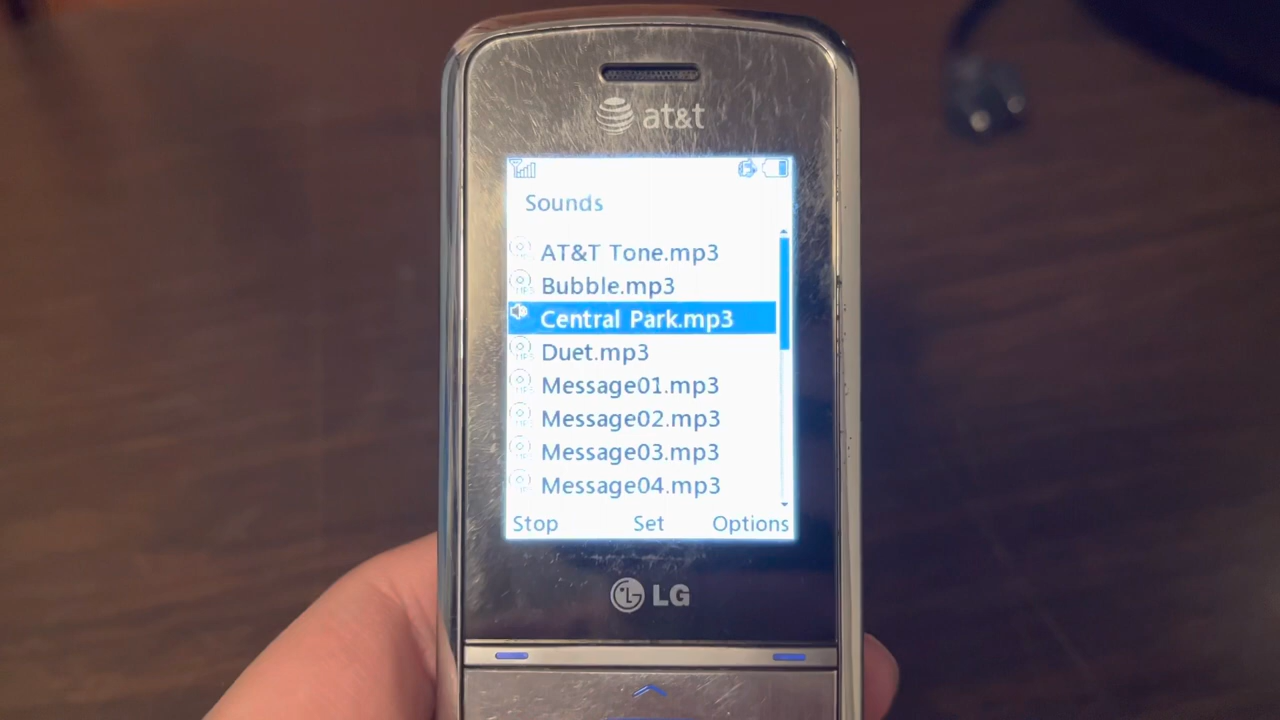 at&t
Sounds
AT&T Tone.mp3
Bubble.mp3
Central Park.mp3
Duet.mp3
Message01.mp3
Message02.mp3
Message03.mp3
Message04.mp3
Stop Set Options
LG